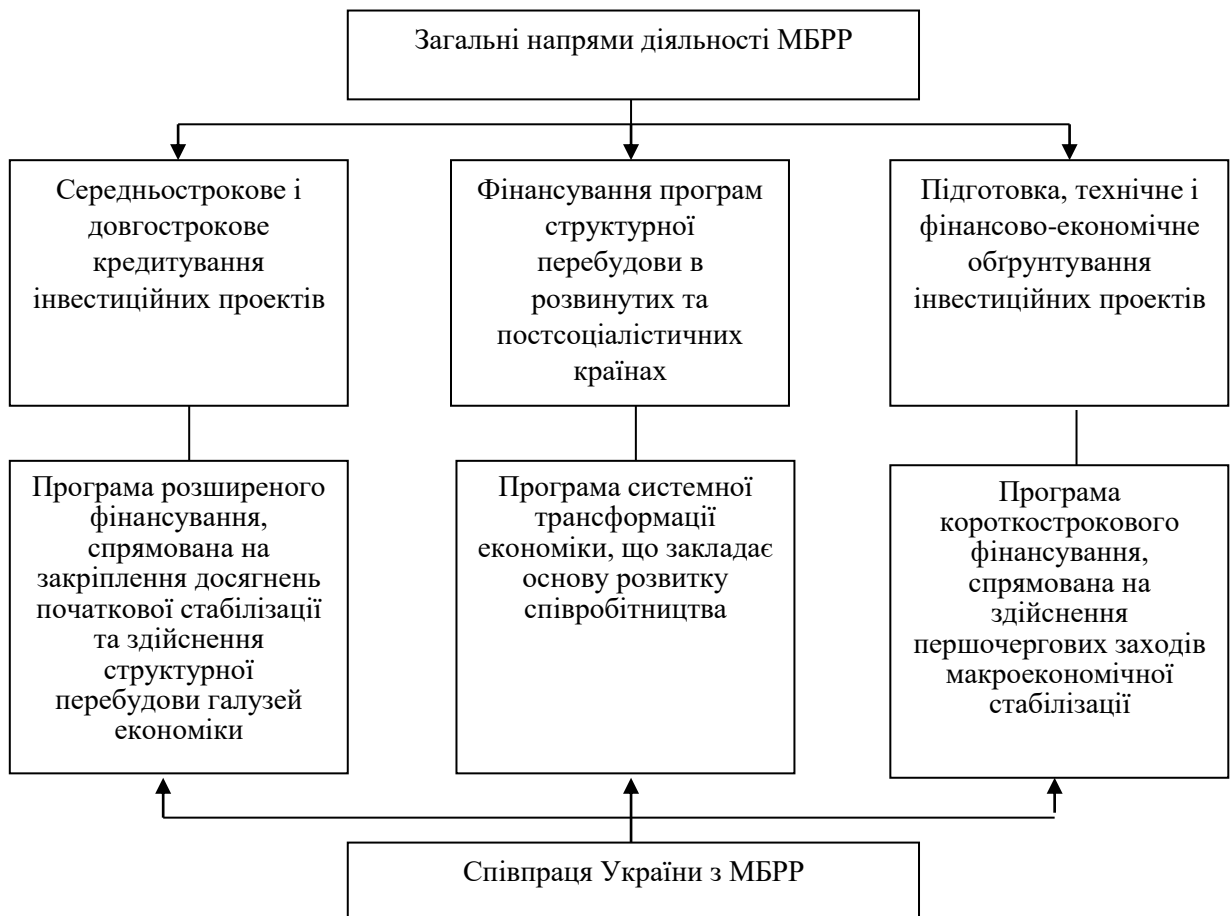 Загальні напрями діяльності МБРР
Середньострокове і
довгострокове
кредитування
інвестиційних проектів
Фінансування програм
структурної
перебудови в
розвинутих та
постсоціалістичних
країнах
Підготовка, технічне і
фінансово-економічне
обґрунтування
інвестиційних проектів
Програма розширеного
фінансування,
спрямована на
закріплення досягнень
початкової стабілізації
та здійснення
структурної
перебудови галузей
економіки
Програма системної
трансформації
економіки, що закладає
основу розвитку
співробітництва
Програма
короткострокового
фінансування,
спрямована на
здійснення
першочергових заходів
макроекономічної
стабілізації
Співпраця України з МБРР